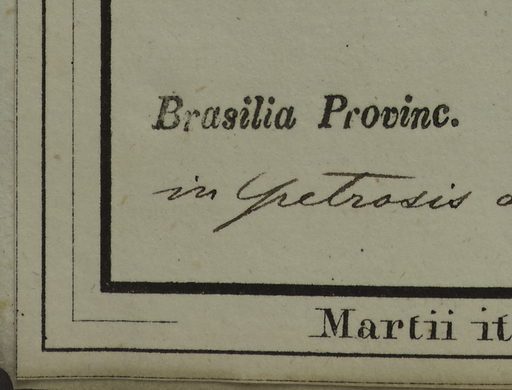 Brasilia Provinc.
in petrosis
Martii it